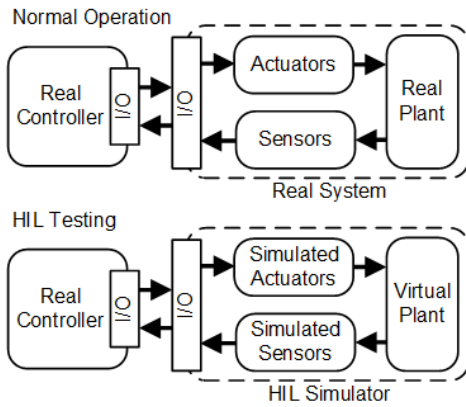 Normal Operation
Real
Controller
I/O
I/O
Actuators
Sensors
Real
Plant
Real System
HIL Testing
Real
Controller
I/O
I/O
Simulated
Actuators
Simulated
Sensors
Virtual
Plant
HIL Simulator